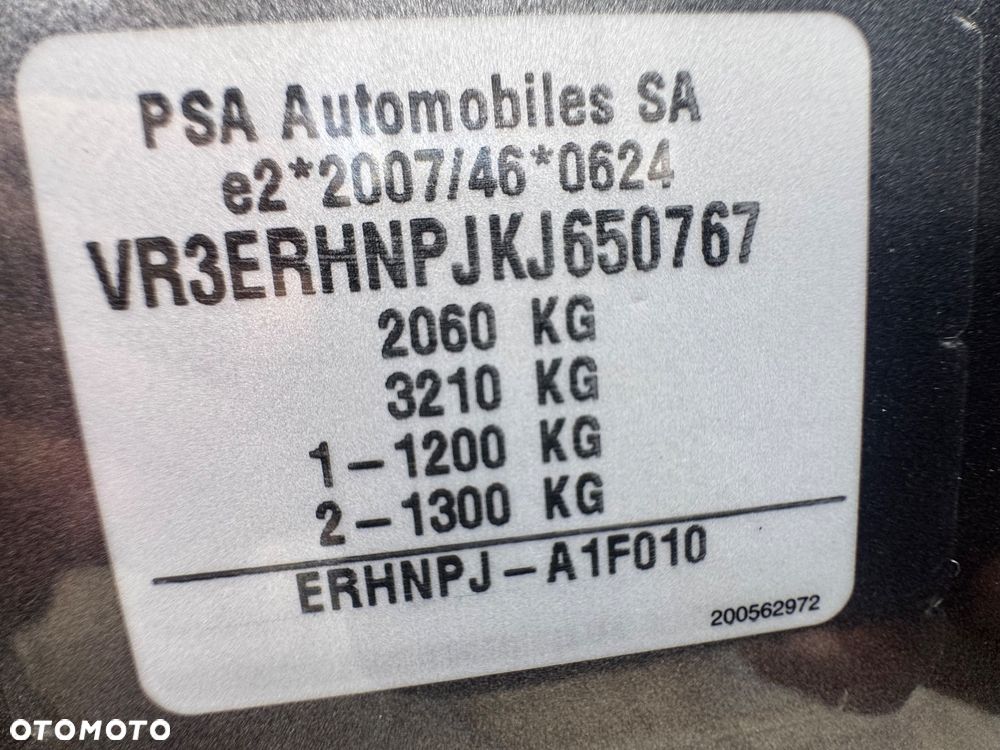 PSA Automobiles SA
e2*2007/46*0624
VR3ERHNPJKJ650767
2060 KG
3210 KG
1-1200 KG
2-1300 KG
ERHNPJ-A1F010
200562972
OTOMOTO